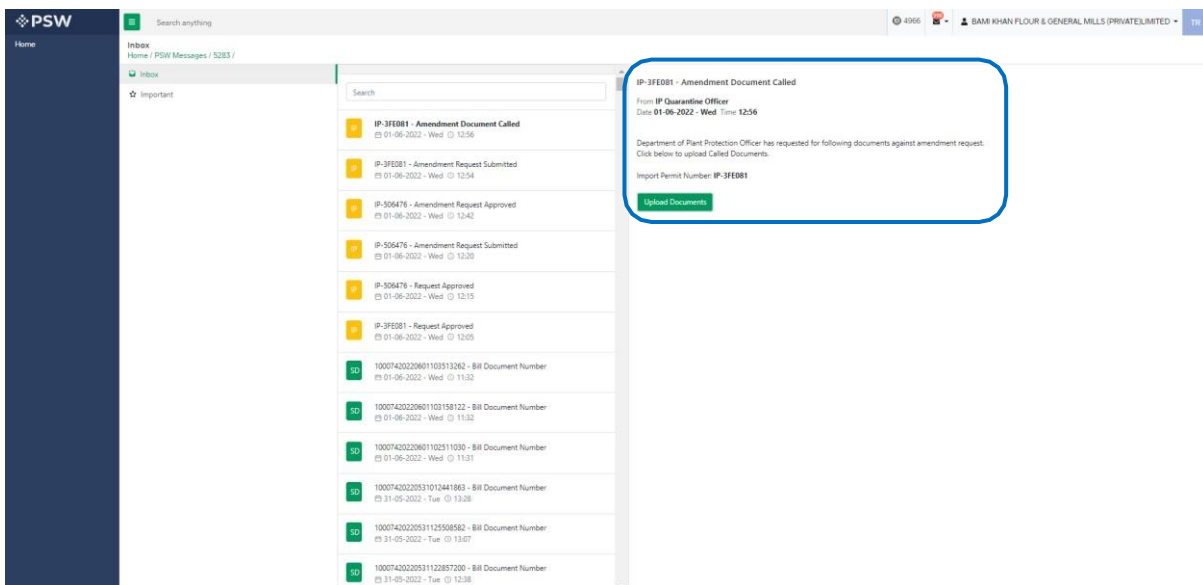 PSW
Search anything
4966
BAMI KHAN FLOUR & GENERAL MILLS (PRIVATE)LIMITED
TR
Home
Inbox
Home / PSW Messages / 5283 /
Inbox
Important
Search
IP
IP-3FE081 - Amendment Document Called
01-06-2022 - Wed 12:56
IP
IP-3FE081 - Amendment Request Submitted
01-06-2022 - Wed 12:54
IP
IP-506476 - Amendment Request Approved
01-06-2022 - Wed 12:42
IP
IP-506476 - Amendment Request Submitted
01-06-2022 - Wed 12:20
IP
IP-506476 - Request Approved
01-06-2022 - Wed 12:15
IP
IP-3FE081 - Request Approved
01-06-2022 - Wed 12:05
SD
10007420220601103513262 - Bill Document Number
01-06-2022 - Wed 11:32
SD
10007420220601103158122 - Bill Document Number
01-06-2022 - Wed 11:32
SD
10007420220601102511030 - Bill Document Number
01-06-2022 - Wed 11:31
SD
10007420220531012441863 - Bill Document Number
31-05-2022 - Tue 13:28
SD
10007420220531125508582 - Bill Document Number
31-05-2022 - Tue 13:07
SD
10007420220531122857200 - Bill Document Number
31-05-2022 - Tue 12:38
IP-3FE081 - Amendment Document Called
From IP Quarantine Officer
Date 01-06-2022 - Wed Time 12:56
Department of Plant Protection Officer has requested for following documents against amendment request.
Click below to upload Called Documents.
Import Permit Number: IP-3FE081
Upload Documents